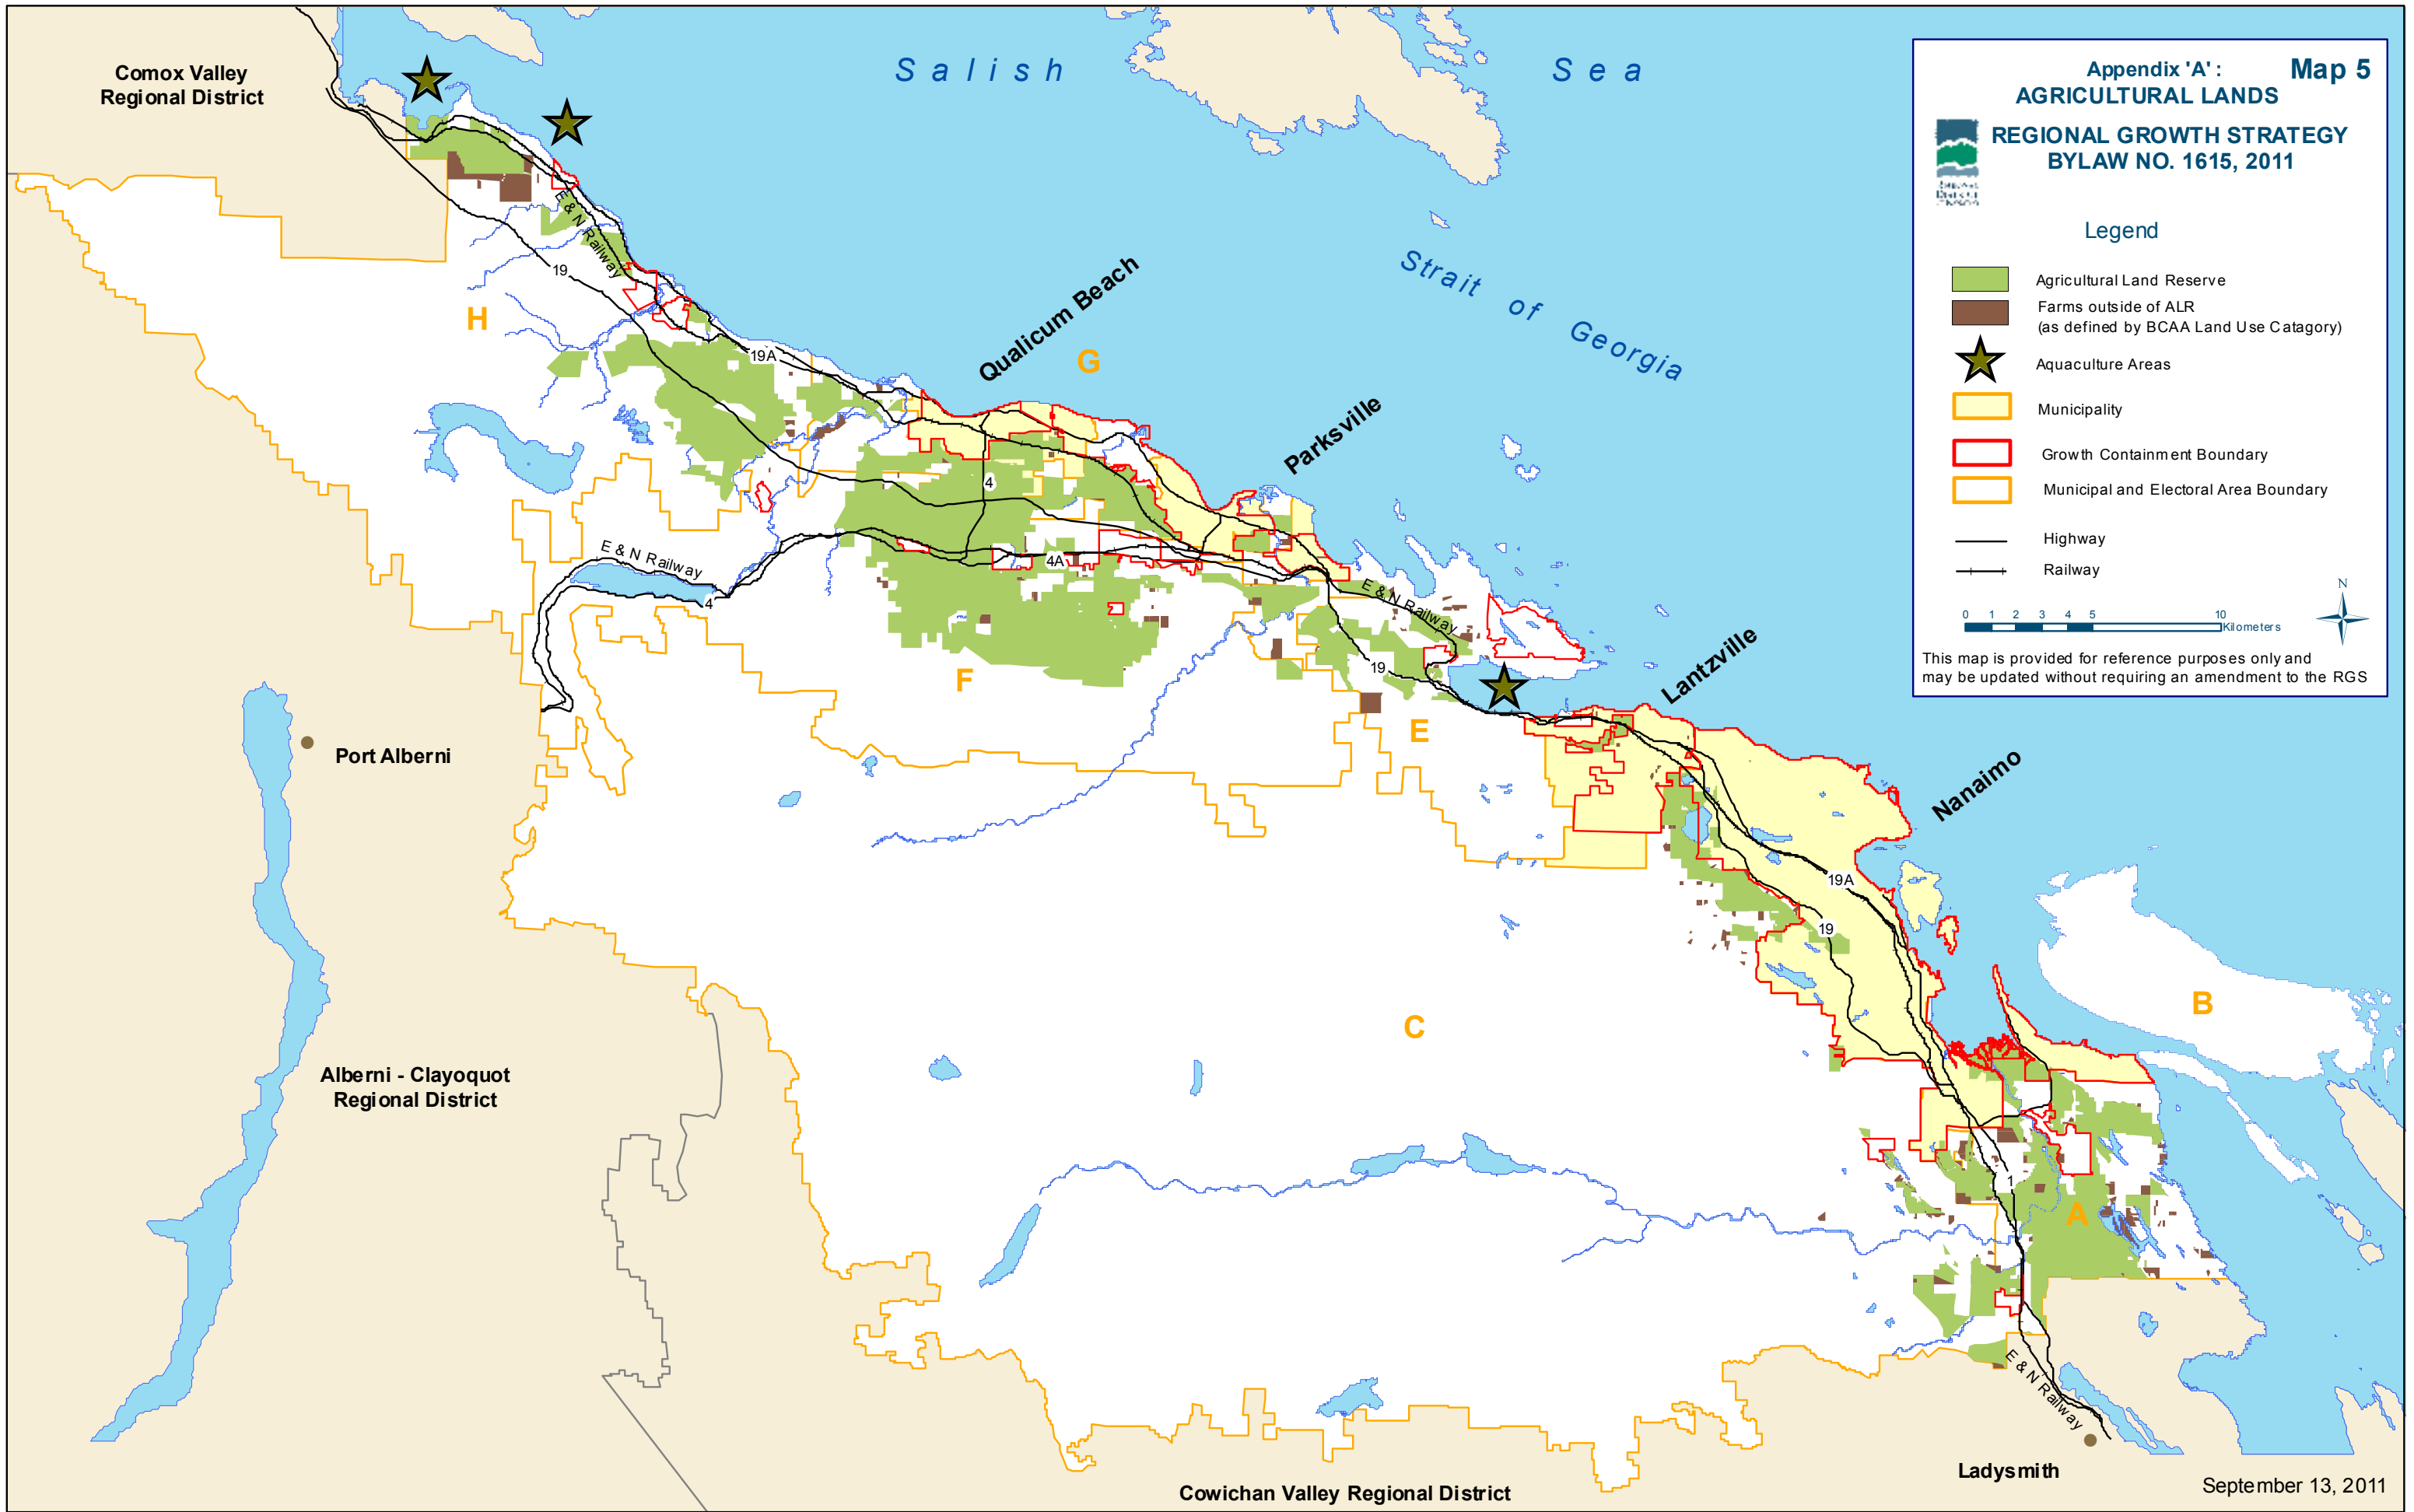 Comox Valley
Regional District
Salish Sea
Strait of Georgia
Qualicum Beach
Parksville
Lantzville
Nanaimo
Port Alberni
Alberni - Clayoquot
Regional District
Cowichan Valley Regional District
Ladysmith
H
G
F
E
C
B
A
E & N Railway
19
19A
4
4A
E & N Railway
4
E & N Railway
19
19A
19
1
E & N Railway
Appendix 'A' :
Map 5
AGRICULTURAL LANDS
REGIONAL GROWTH STRATEGY
BYLAW NO. 1615, 2011
Legend
Agricultural Land Reserve
Farms outside of ALR
(as defined by BCAA Land Use Catagory)
Aquaculture Areas
Municipality
Growth Containment Boundary
Municipal and Electoral Area Boundary
Highway
Railway
N
0 1 2 3 4 5 10
Kilometers
This map is provided for reference purposes only and
may be updated without requiring an amendment to the RGS
September 13, 2011